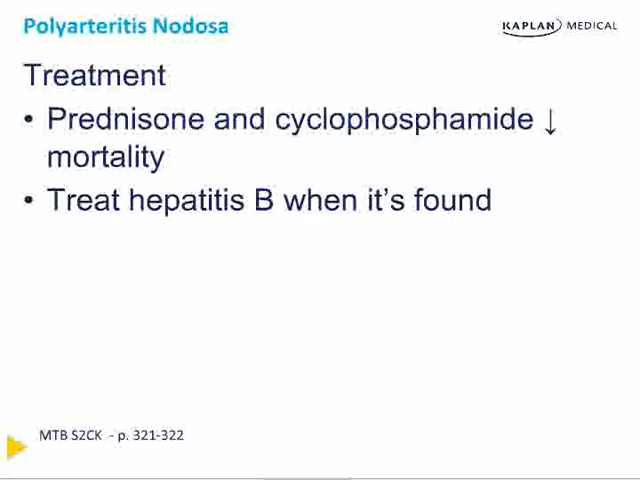 Polyarteritis Nodosa
KAPLAN MEDICAL
Treatment
• Prednisone and cyclophosphamide ↓
mortality
• Treat hepatitis B when it's found
MTB S2CK - p. 321-322